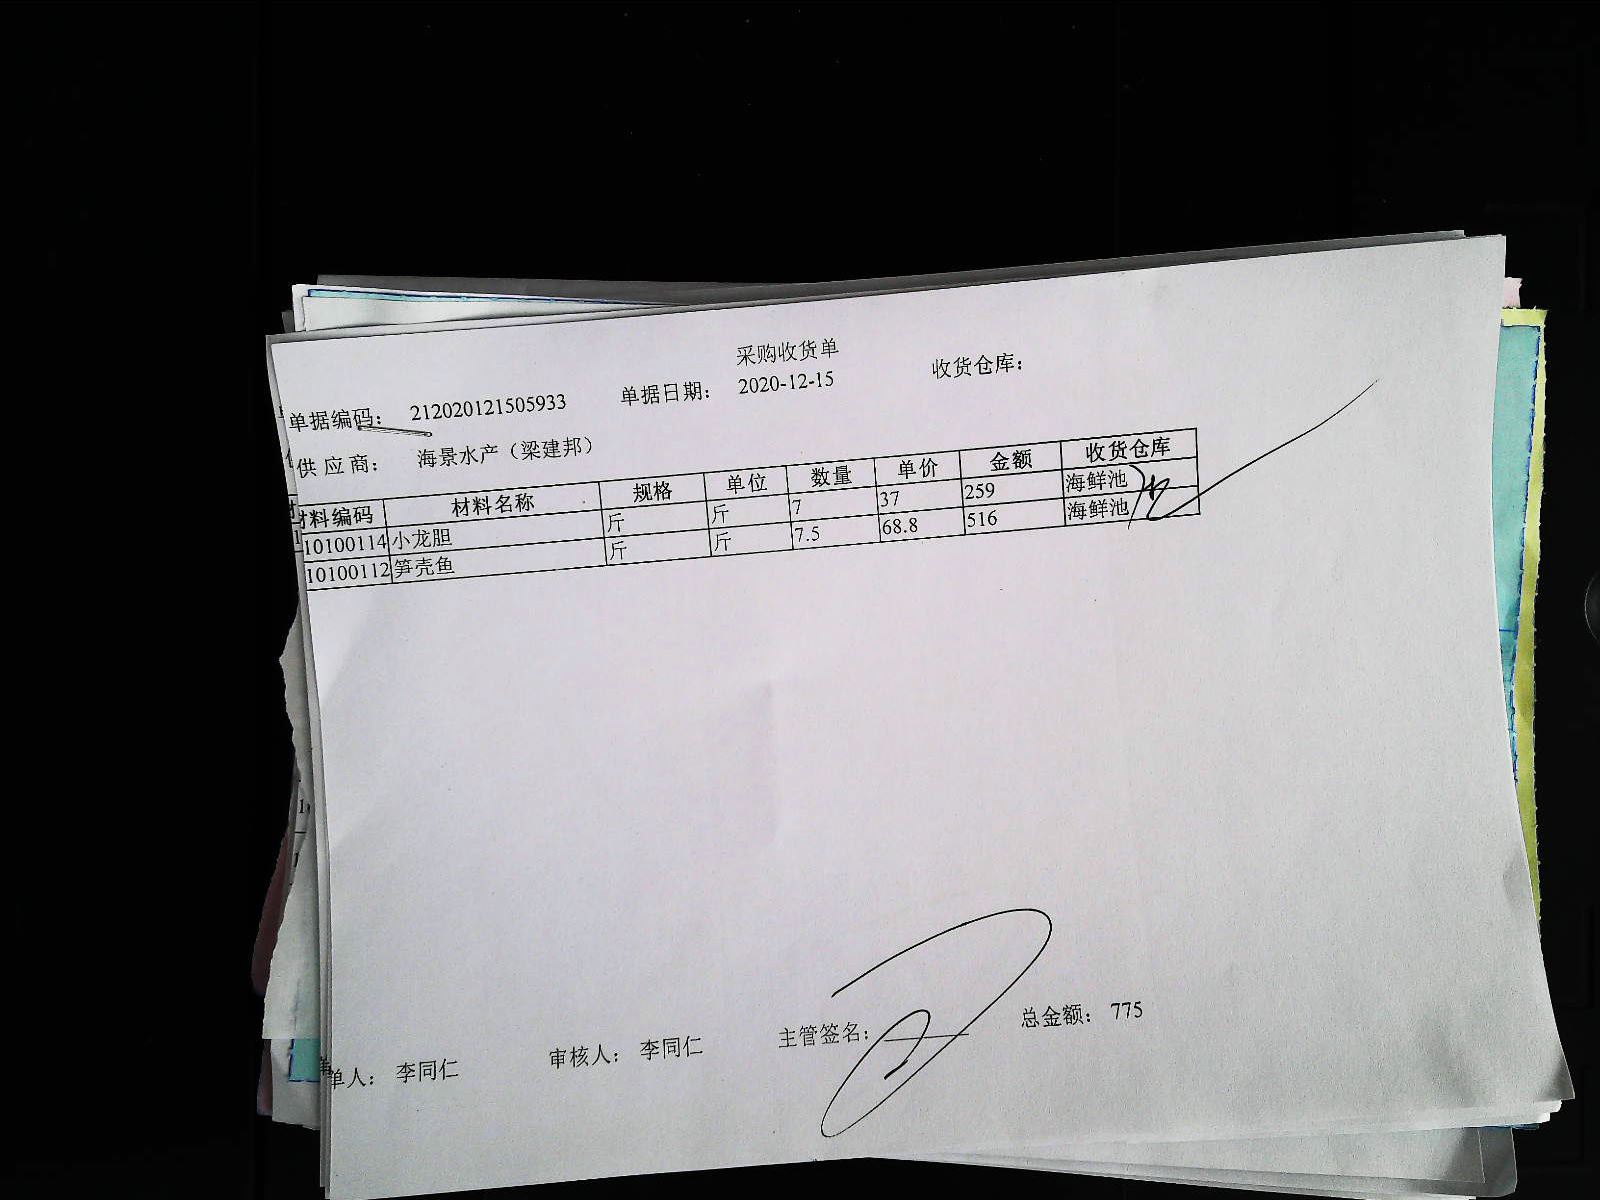 采购收货单
单据编码： 212020121505933 单据日期： 2020-12-15 收货仓库：
供 应 商： 海景水产（梁建邦）
材料编码 材料名称 规格 单位 数量 单价 金额 收货仓库
10100114 小龙胆 斤 斤 7 37 259 海鲜池
10100112 笋壳鱼 斤 斤 7.5 68.8 516 海鲜池
单人： 李同仁 审核人： 李同仁 主管签名： 总金额： 775